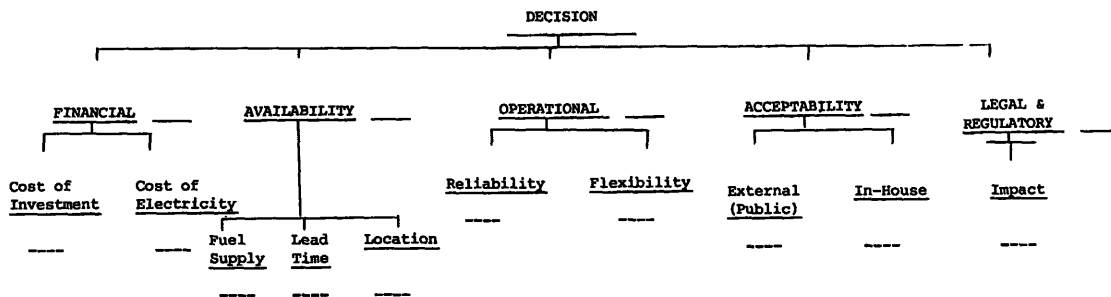 DECISION
FINANCIAL
AVAILABILITY
OPERATIONAL
ACCEPTABILITY
LEGAL &
REGULATORY
Cost of
Investment
Cost of
Electricity
Fuel
Supply
Lead
Time
Location
Reliability
Flexibility
External
(Public)
In-House
Impact